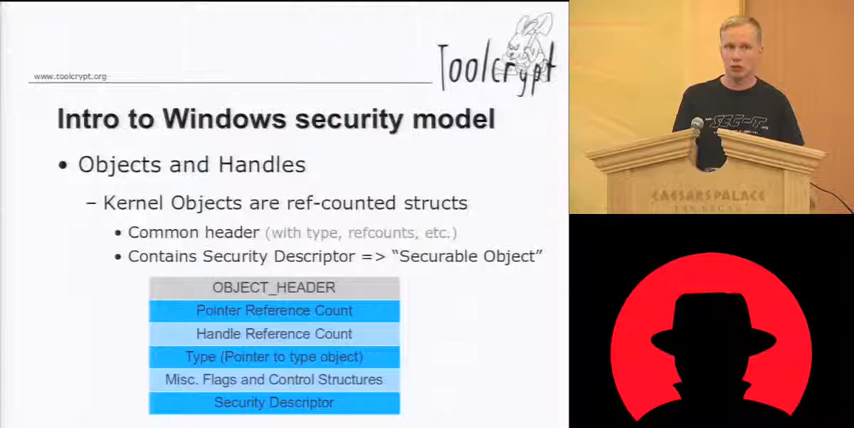 www.toolcrypt.org
Toolcrypt
Intro to Windows security model
• Objects and Handles
– Kernel Objects are ref-counted structs
• Common header (with type, refcounts, etc.)
• Contains Security Descriptor => “Securable Object”
OBJECT_HEADER
Pointer Reference Count
Handle Reference Count
Type (Pointer to type object)
Misc. Flags and Control Structures
Security Descriptor
CAESARS PALACE